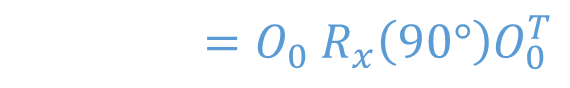 = O₀ Rₓ(90°)O₀ᵀ